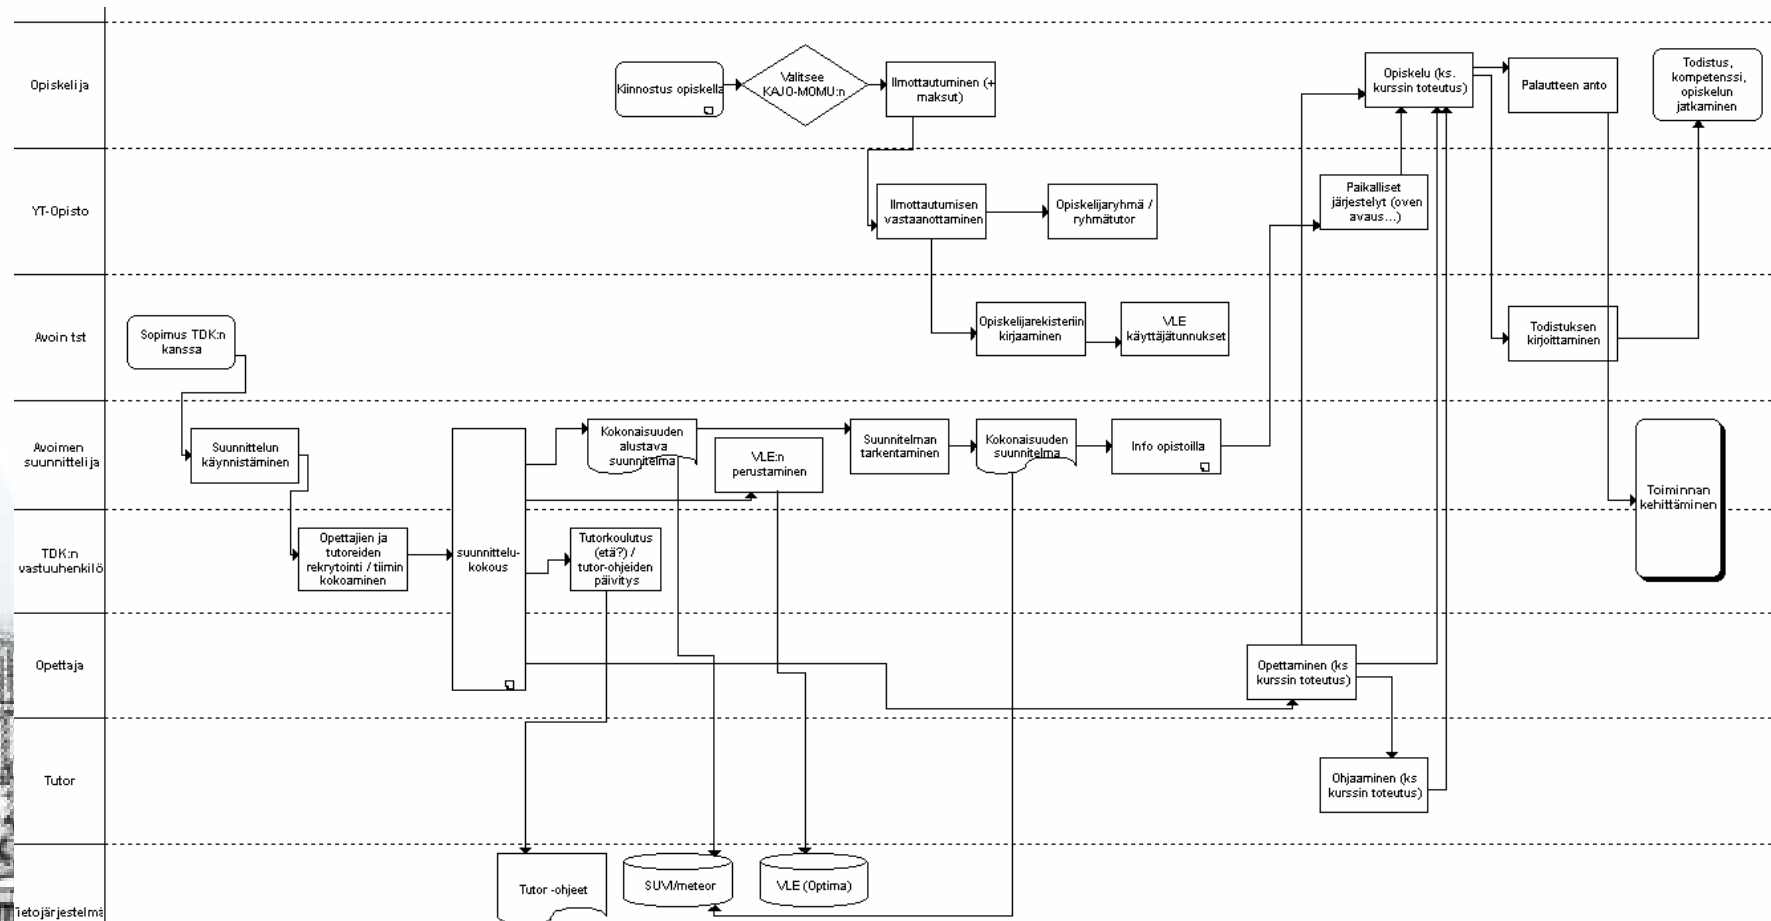 Opiskelija
Kiinnostus opiskella
Valitsee
KAJO-MOMU:n
Ilmottautuminen (+
maksut)
Opiskelu (ks.
kurssin toteutus)
Palautteen anto
Todistus,
kompetenssi,
opiskelun
jatkaminen
YT-Opisto
Ilmottautumisen
vastaanottaminen
Opiskelijaryhmä /
ryhmätutor
Paikalliset
järjestelyt (oven
avaus...)
Avoin tst
Sopimus TDK:n
kanssa
Opiskelijarekisteriin
kirjaaminen
VLE
käyttäjätunnukset
Todistuksen
kirjoittaminen
Avoimen
suunnittelija
Suunnittelun
käynnistäminen
Kokonaisuuden
alustava
suunnitelma
VLE:n
perustaminen
Suunnitelman
tarkentaminen
Kokonaisuuden
suunnitelma
Info opistoilla
Toiminnan
kehittäminen
TDK:n
vastuuhenkilö
Opettajien ja
tutoreiden
rekrytointi / tiimin
kokoaminen
suunnittelu-
kokous
Tutorkoulutus
(etä?) /
tutor-ohjeiden
päivitys
Opettaja
Opettaminen (ks
kurssin toteutus)
Tutor
Ohjaaminen (ks
kurssin toteutus)
Tietojärjestelmä
Tutor -ohjeet
SUVI/meteor
VLE (Optima)